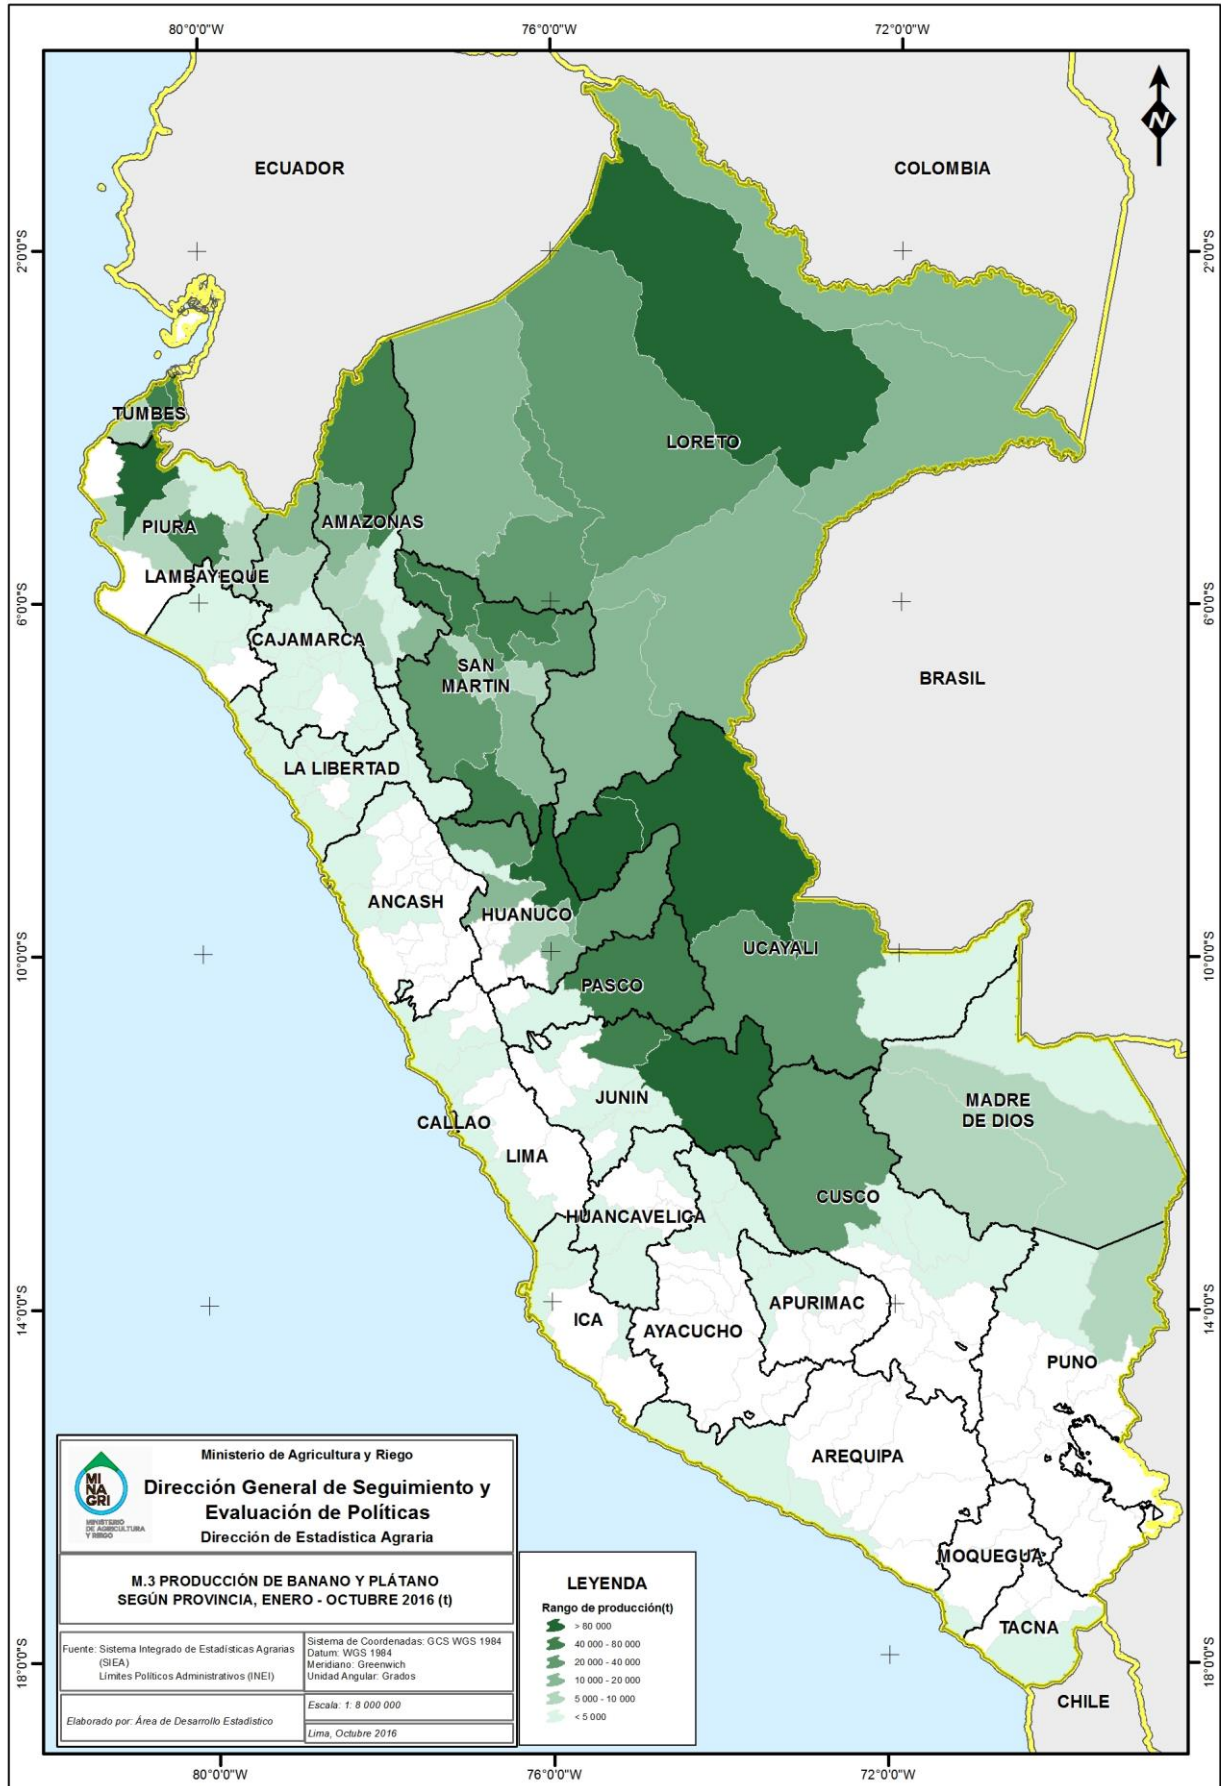 80°0'0"W
76°0'0"W
72°0'0"W
N
ECUADOR
COLOMBIA
2°0'0"S
2°0'0"S
TUMBES
LORETO
PIURA
AMAZONAS
LAMBAYEQUE
6°0'0"S
6°0'0"S
CAJAMARCA
SAN
MARTIN
BRASIL
LA LIBERTAD
ANCASH
HUANUCO
UCAYALI
10°0'0"S
10°0'0"S
PASCO
JUNIN
MADRE
DE DIOS
CALLAO
LIMA
CUSCO
HUANCAVELICA
14°0'0"S
14°0'0"S
ICA
AYACUCHO
APURIMAC
PUNO
AREQUIPA
MOQUEGUA
TACNA
18°0'0"S
18°0'0"S
CHILE
MI
NA
GRI
MINISTERIO
DE AGRICULTURA
Y RIEGO
Ministerio de Agricultura y Riego
Dirección General de Seguimiento y
Evaluación de Políticas
Dirección de Estadística Agraria
M.3 PRODUCCIÓN DE BANANO Y PLÁTANO
SEGÚN PROVINCIA, ENERO - OCTUBRE 2016 (t)
Fuente: Sistema Integrado de Estadísticas Agrarias
(SIEA)
Límites Políticos Administrativos (INEI)
Sistema de Coordenadas: GCS WGS 1984
Datum: WGS 1984
Meridiano: Greenwich
Unidad Angular: Grados
Elaborado por: Área de Desarrollo Estadístico
Escala: 1: 8 000 000
Lima, Octubre 2016
LEYENDA
Rango de producción(t)
> 80 000
40 000 - 80 000
20 000 - 40 000
10 000 - 20 000
5 000 - 10 000
< 5 000
80°0'0"W
76°0'0"W
72°0'0"W